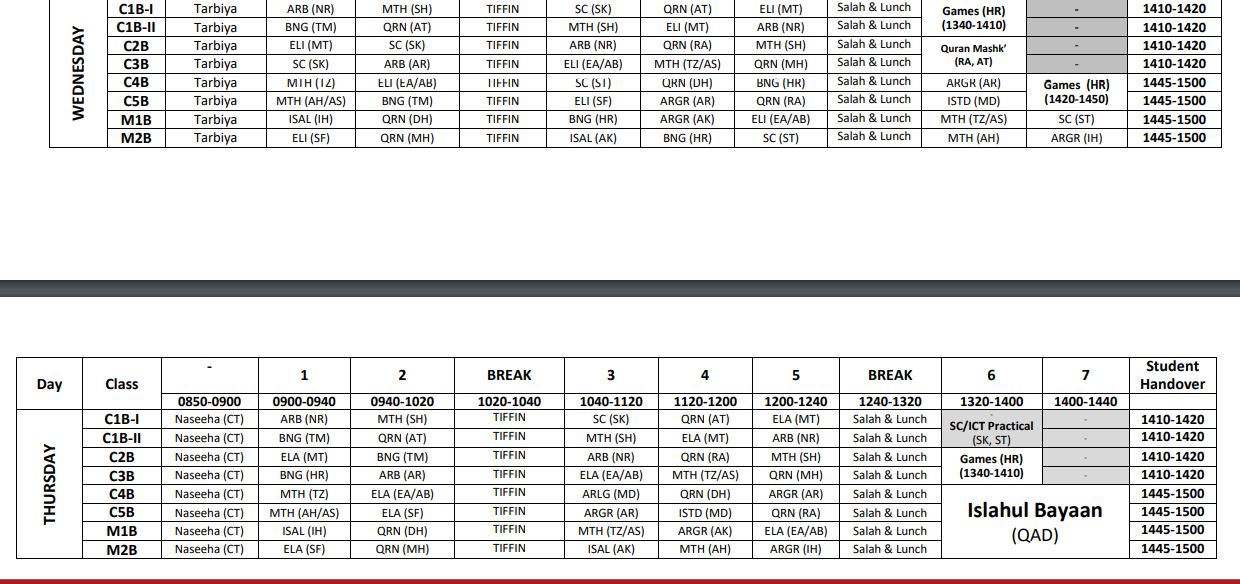 WEDNESDAY
C1B-I Tarbiya ARB (NR) MTH (SH) TIFFIN SC (SK) QRN (AT) ELI (MT) Salah & Lunch Games (HR) (1340-1410) - 1410-1420
C1B-II Tarbiya BNG (TM) QRN (AT) TIFFIN MTH (SH) ELI (MT) ARB (NR) Salah & Lunch - 1410-1420
C2B Tarbiya ELI (MT) SC (SK) TIFFIN ARB (NR) QRN (RA) MTH (SH) Salah & Lunch Quran Mashk’ (RA, AT) - 1410-1420
C3B Tarbiya SC (SK) ARB (AR) TIFFIN ELI (EA/AB) MTH (TZ/AS) QRN (MH) Salah & Lunch - 1410-1420
C4B Tarbiya MTH (TZ) ELI (EA/AB) TIFFIN SC (ST) QRN (DH) BNG (HR) Salah & Lunch ARGR (AR) Games (HR) (1420-1450) 1445-1500
C5B Tarbiya MTH (AH/AS) BNG (TM) TIFFIN ELI (SF) ARGR (AR) QRN (RA) Salah & Lunch ISTD (MD) 1445-1500
M1B Tarbiya ISAL (IH) QRN (DH) TIFFIN BNG (HR) ARGR (AK) ELI (EA/AB) Salah & Lunch MTH (TZ/AS) SC (ST) 1445-1500
M2B Tarbiya ELI (SF) QRN (MH) TIFFIN ISAL (AK) BNG (HR) SC (ST) Salah & Lunch MTH (AH) ARGR (IH) 1445-1500
Day Class - 1 2 BREAK 3 4 5 BREAK 6 7 Student Handover
0850-0900 0900-0940 0940-1020 1020-1040 1040-1120 1120-1200 1200-1240 1240-1320 1320-1400 1400-1440
THURSDAY
C1B-I Naseeha (CT) ARB (NR) MTH (SH) TIFFIN SC (SK) QRN (AT) ELA (MT) Salah & Lunch - SC/ICT Practical (SK, ST) - 1410-1420
C1B-II Naseeha (CT) BNG (TM) QRN (AT) TIFFIN MTH (SH) ELA (MT) ARB (NR) Salah & Lunch - 1410-1420
C2B Naseeha (CT) ELA (MT) BNG (TM) TIFFIN ARB (NR) QRN (RA) MTH (SH) Salah & Lunch Games (HR) (1340-1410) - 1410-1420
C3B Naseeha (CT) BNG (HR) ARB (AR) TIFFIN ELA (EA/AB) MTH (TZ/AS) QRN (MH) Salah & Lunch - 1410-1420
C4B Naseeha (CT) MTH (TZ) ELA (EA/AB) TIFFIN ARLG (MD) QRN (DH) ARGR (AR) Salah & Lunch Islahul Bayaan (QAD) 1445-1500
C5B Naseeha (CT) MTH (AH/AS) ELA (SF) TIFFIN ARGR (AR) ISTD (MD) QRN (RA) Salah & Lunch 1445-1500
M1B Naseeha (CT) ISAL (IH) QRN (DH) TIFFIN MTH (TZ/AS) ARGR (AK) ELA (EA/AB) Salah & Lunch 1445-1500
M2B Naseeha (CT) ELA (SF) QRN (MH) TIFFIN ISAL (AK) MTH (AH) ARGR (IH) Salah & Lunch 1445-1500